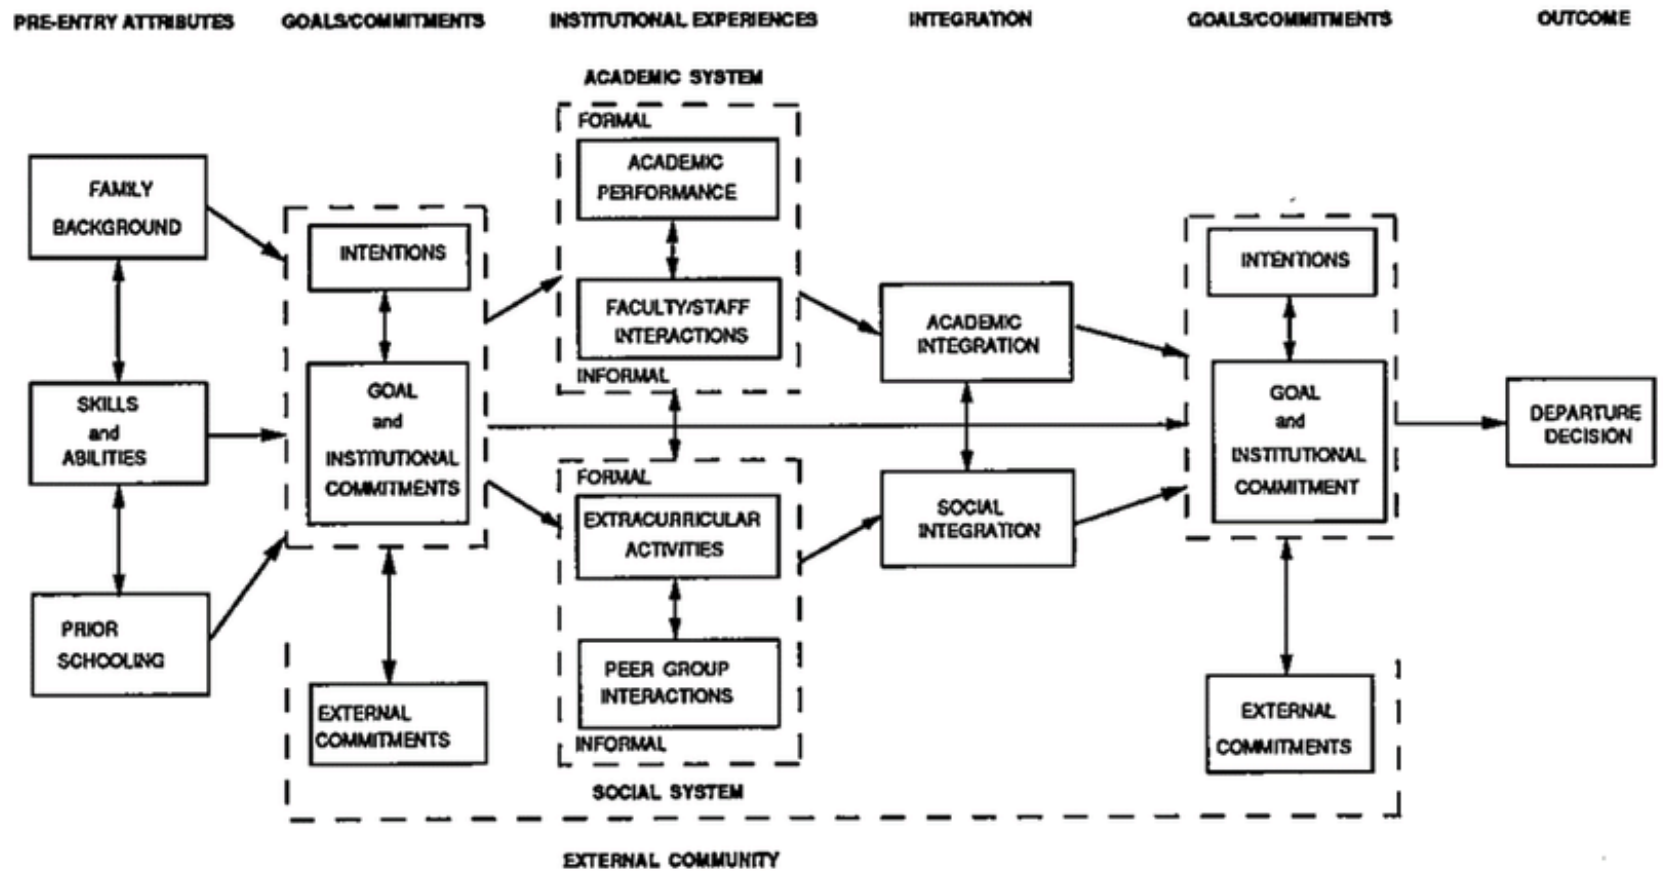 PRE-ENTRY ATTRIBUTES
GOALS/COMMITMENTS
INSTITUTIONAL EXPERIENCES
INTEGRATION
GOALS/COMMITMENTS
OUTCOME
FAMILY
BACKGROUND
SKILLS
and
ABILITIES
PRIOR
SCHOOLING
INTENTIONS
GOAL
and
INSTITUTIONAL
COMMITMENTS
EXTERNAL
COMMITMENTS
ACADEMIC SYSTEM
FORMAL
ACADEMIC
PERFORMANCE
FACULTY/STAFF
INTERACTIONS
INFORMAL
FORMAL
EXTRACURRICULAR
ACTIVITIES
PEER GROUP
INTERACTIONS
INFORMAL
SOCIAL SYSTEM
ACADEMIC
INTEGRATION
SOCIAL
INTEGRATION
INTENTIONS
GOAL
and
INSTITUTIONAL
COMMITMENT
EXTERNAL
COMMITMENTS
DEPARTURE
DECISION
EXTERNAL COMMUNITY